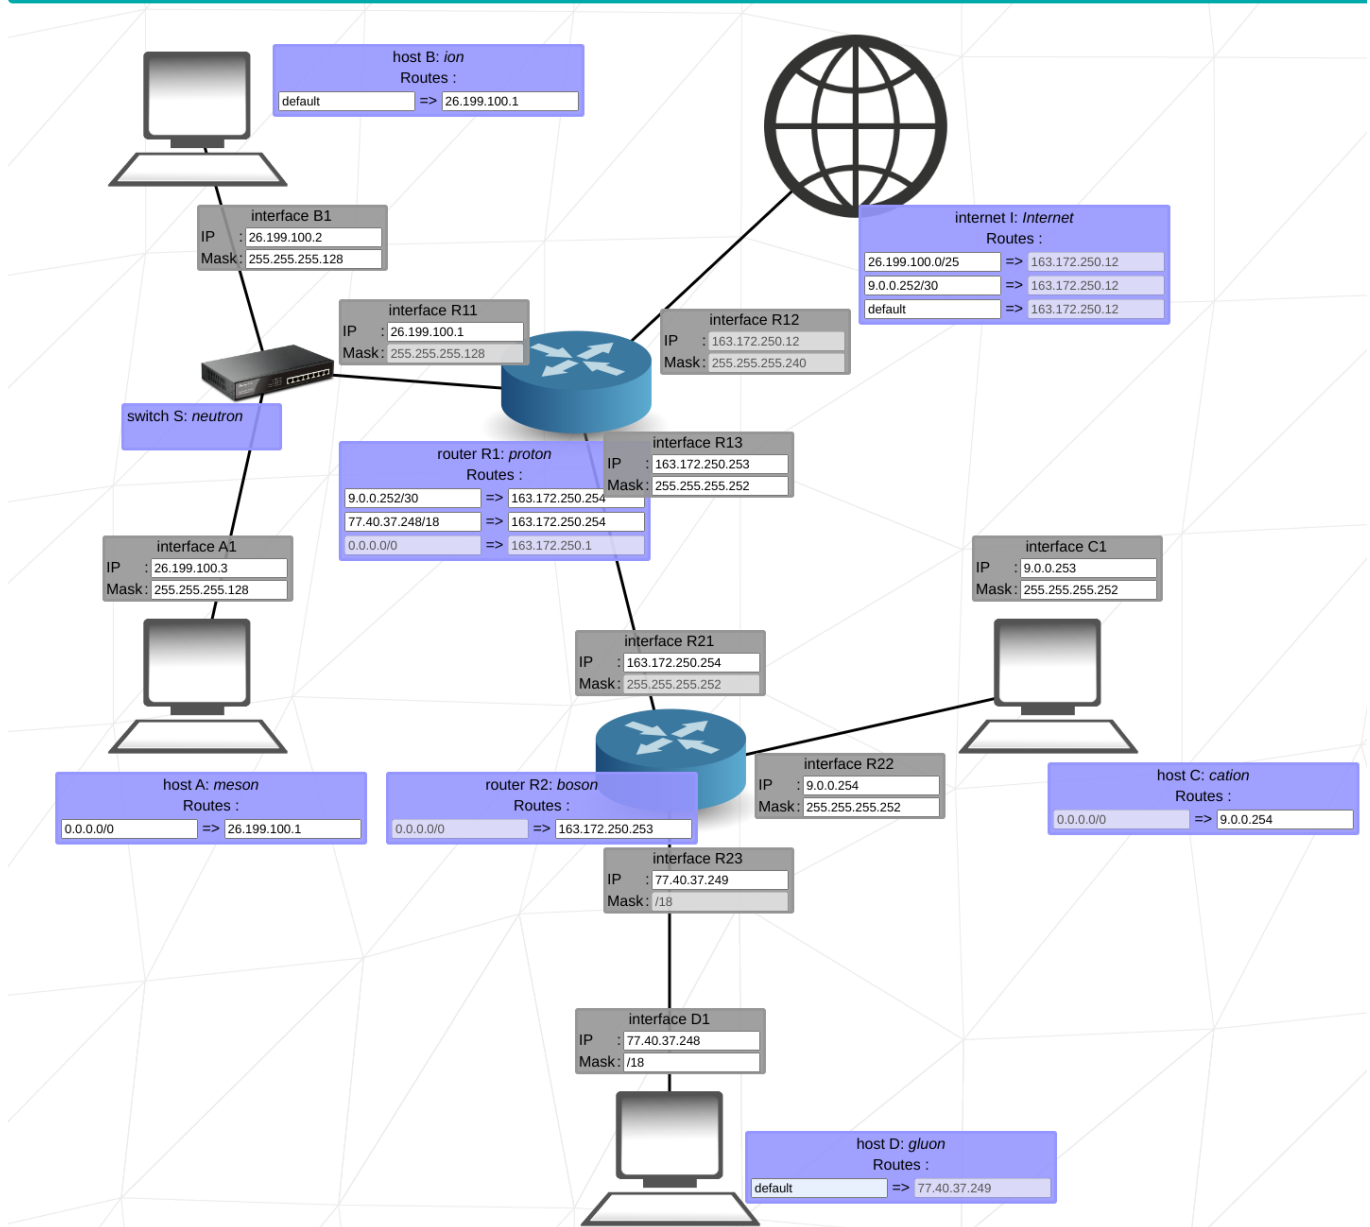 host B: ion
Routes :
default => 26.199.100.1
interface B1
IP : 26.199.100.2
Mask : 255.255.255.128
internet I: Internet
Routes :
26.199.100.0/25 => 163.172.250.12
9.0.0.252/30 => 163.172.250.12
default => 163.172.250.12
interface R11
IP : 26.199.100.1
Mask : 255.255.255.128
interface R12
IP : 163.172.250.12
Mask : 255.255.255.240
switch S: neutron
router R1: proton
Routes :
9.0.0.252/30 => 163.172.250.254
77.40.37.248/18 => 163.172.250.254
0.0.0.0/0 => 163.172.250.1
interface R13
IP : 163.172.250.253
Mask : 255.255.255.252
interface A1
IP : 26.199.100.3
Mask : 255.255.255.128
interface C1
IP : 9.0.0.253
Mask : 255.255.255.252
interface R21
IP : 163.172.250.254
Mask : 255.255.255.252
host A: meson
Routes :
0.0.0.0/0 => 26.199.100.1
router R2: boson
Routes :
0.0.0.0/0 => 163.172.250.253
interface R22
IP : 9.0.0.254
Mask : 255.255.255.252
host C: cation
Routes :
0.0.0.0/0 => 9.0.0.254
interface R23
IP : 77.40.37.249
Mask : /18
interface D1
IP : 77.40.37.248
Mask : /18
host D: gluon
Routes :
default => 77.40.37.249